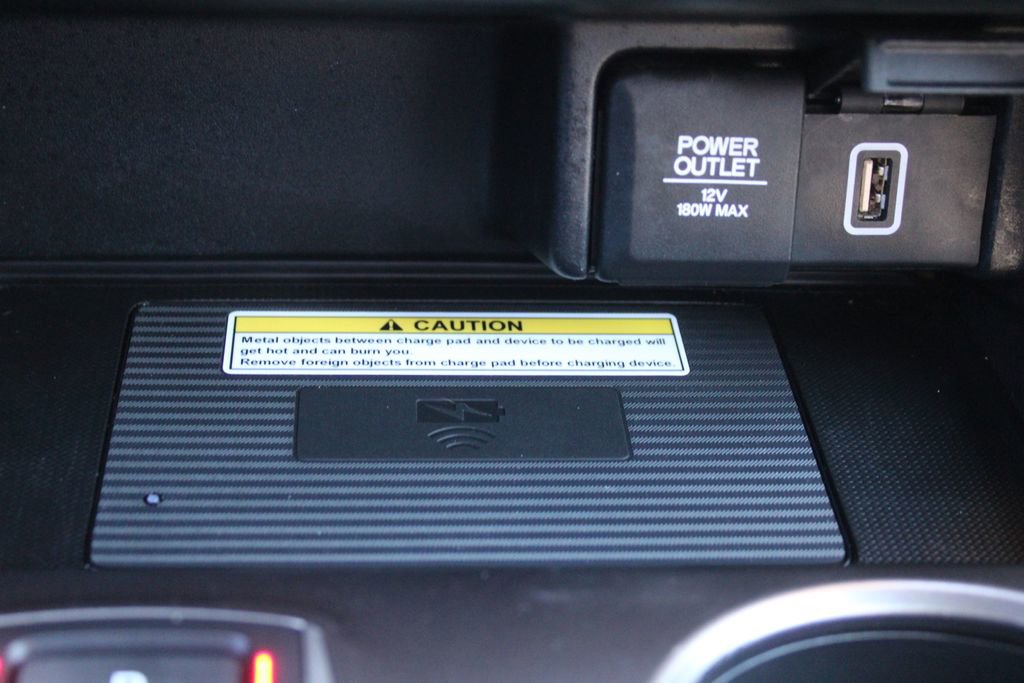 POWER
OUTLET
12V
180W MAX
CAUTION
Metal objects between charge pad and device to be charged will
get hot and can burn you.
Remove foreign objects from charge pad before charging device.